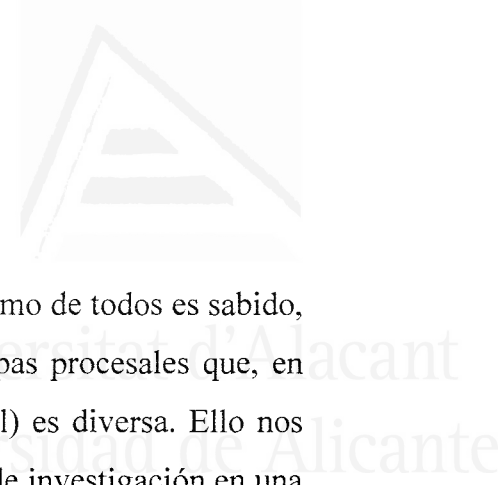 mo de todos es sabido,
ersitat d'Alacant
pas procesales que, en
l) es diversa. Ello nos
sidad de Alicante
de investigación en una